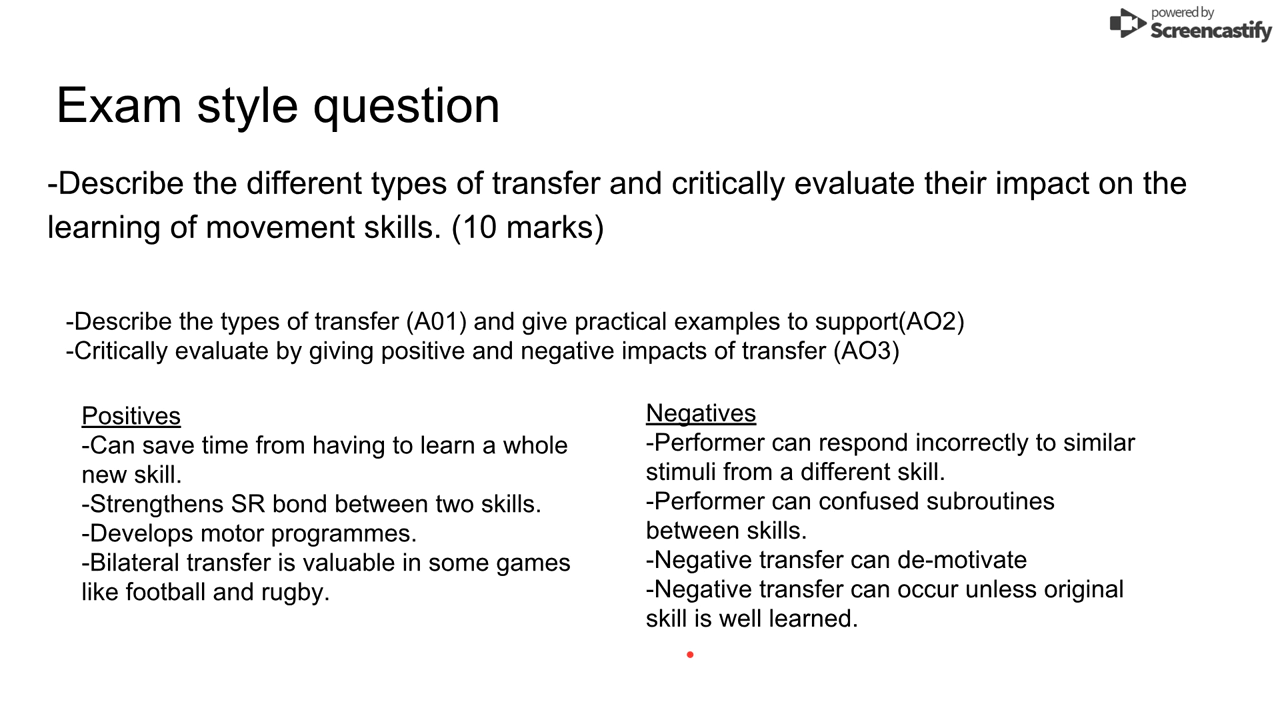 powered by
Screencastify
Exam style question
-Describe the different types of transfer and critically evaluate their impact on the
learning of movement skills. (10 marks)
-Describe the types of transfer (A01) and give practical examples to support(AO2)
-Critically evaluate by giving positive and negative impacts of transfer (AO3)
Positives
-Can save time from having to learn a whole
new skill.
-Strengthens SR bond between two skills.
-Develops motor programmes.
-Bilateral transfer is valuable in some games
like football and rugby.
Negatives
-Performer can respond incorrectly to similar
stimuli from a different skill.
-Performer can confused subroutines
between skills.
-Negative transfer can de-motivate
-Negative transfer can occur unless original
skill is well learned.